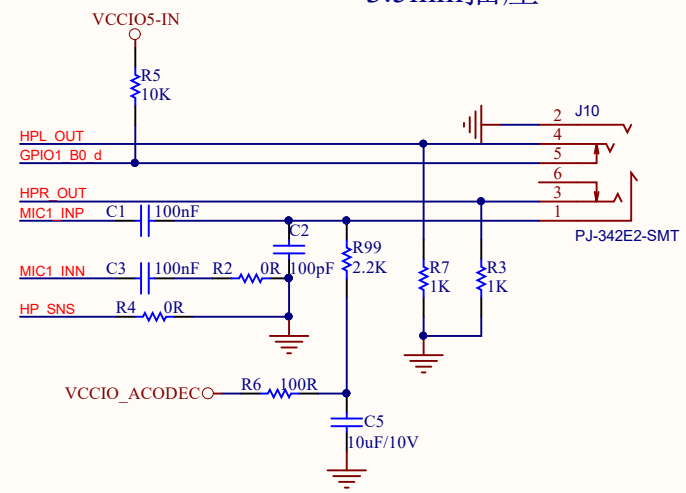 VCCIO5-IN
R5
10K
HPL_OUT
GPIO1_B0_d
HPR_OUT
MIC1_INP
C1
100nF
C2
100pF
MIC1_INN
C3
100nF
R2
0R
HP_SNS
R4
0R
R99
2.2K
R7
1K
R3
1K
VCCIO_ACODEC
R6
100R
C5
10uF/10V
2
J10
4
5
6
3
1
PJ-342E2-SMT